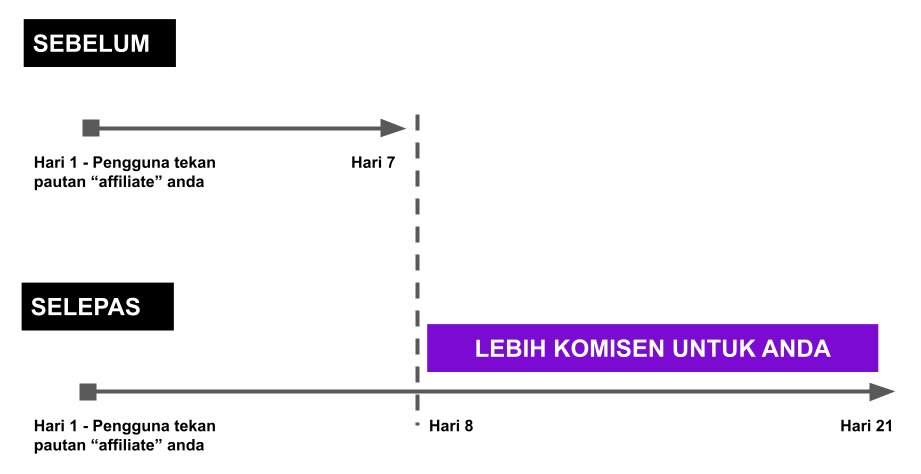 SEBELUM
Hari 1 - Pengguna tekan
pautan “affiliate” anda
Hari 7
SELEPAS
LEBIH KOMISEN UNTUK ANDA
Hari 1 - Pengguna tekan
pautan “affiliate” anda
Hari 8
Hari 21